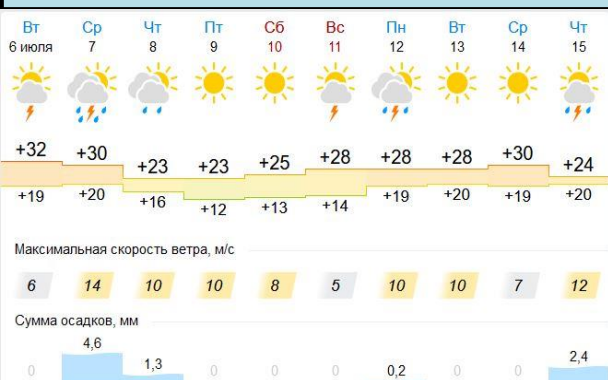 Вт Ср Чт Пт Сб Вс Пн Вт Ср Чт
6 июля 7 8 9 10 11 12 13 14 15
+32 +30 +23 +23 +25 +28 +28 +28 +30 +24
+19 +20 +16 +12 +13 +14 +19 +20 +19 +20
Максимальная скорость ветра, м/с
6 14 10 10 8 5 10 10 7 12
Сумма осадков, мм
0 4,6 1,3 0 0 0 0,2 0 0 2,4